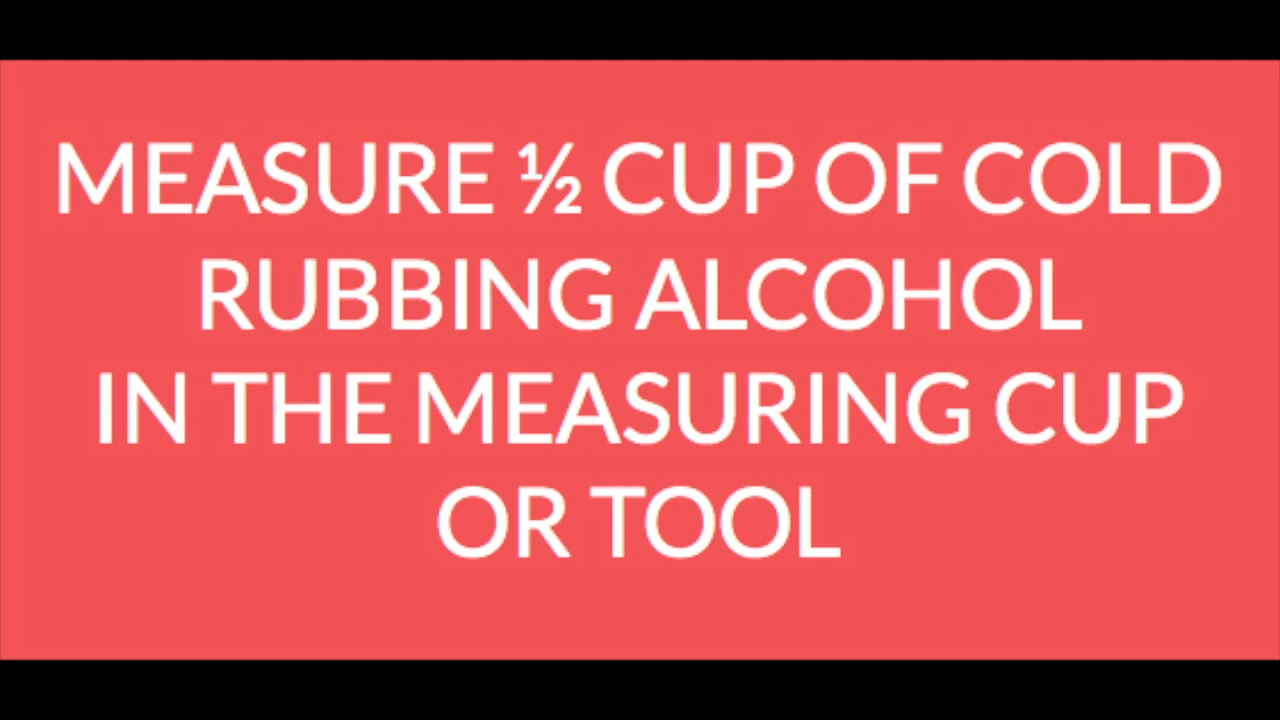 MEASURE ½ CUP OF COLD
RUBBING ALCOHOL
IN THE MEASURING CUP
OR TOOL